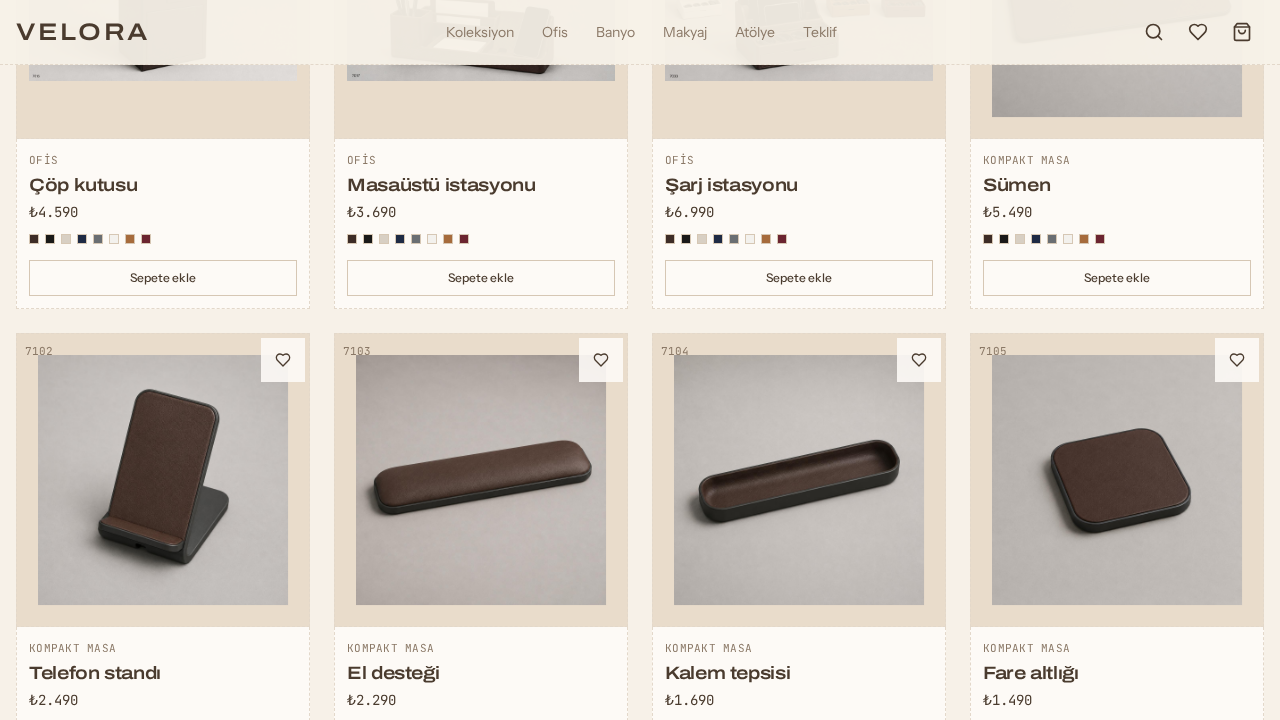 VELORA
Koleksiyon Ofis Banyo Makyaj Atölye Teklif
OFİS
Çöp kutusu
₺4.590
Sepete ekle
OFİS
Masaüstü istasyonu
₺3.690
Sepete ekle
OFİS
Şarj istasyonu
₺6.990
Sepete ekle
KOMPAKT MASA
Sümen
₺5.490
Sepete ekle
7102
KOMPAKT MASA
Telefon standı
₺2.490
7103
KOMPAKT MASA
El desteği
₺2.290
7104
KOMPAKT MASA
Kalem tepsisi
₺1.690
7105
KOMPAKT MASA
Fare altlığı
₺1.490